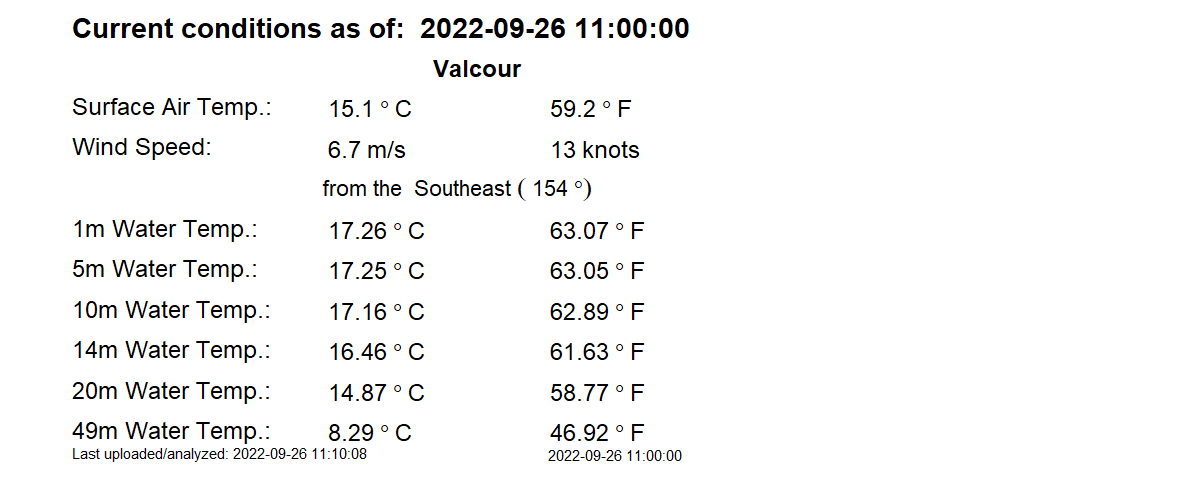 Current conditions as of: 2022-09-26 11:00:00
Valcour
Surface Air Temp.: 15.1 ° C 59.2 ° F
Wind Speed: 6.7 m/s 13 knots
from the Southeast ( 154 °)
1m Water Temp.: 17.26 ° C 63.07 ° F
5m Water Temp.: 17.25 ° C 63.05 ° F
10m Water Temp.: 17.16 ° C 62.89 ° F
14m Water Temp.: 16.46 ° C 61.63 ° F
20m Water Temp.: 14.87 ° C 58.77 ° F
49m Water Temp.: 8.29 ° C 46.92 ° F
Last uploaded/analyzed: 2022-09-26 11:10:08 2022-09-26 11:00:00